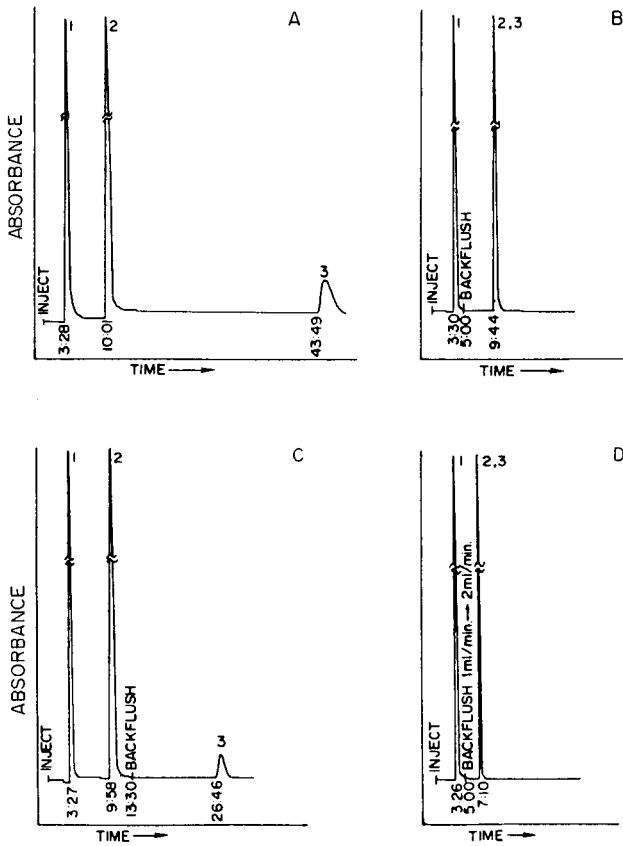 A
ABSORBANCE
1
2
3
INJECT
3:28
10:01
43:49
TIME
B
1
2,3
INJECT
3:30
5:00 BACKFLUSH
9:44
TIME
C
ABSORBANCE
1
2
3
INJECT
3:27
9:58
13:30 BACKFLUSH
26:46
TIME
D
1
2,3
INJECT
3:26
5:00 BACKFLUSH 1ml/min. → 2ml/min.
7:10
TIME